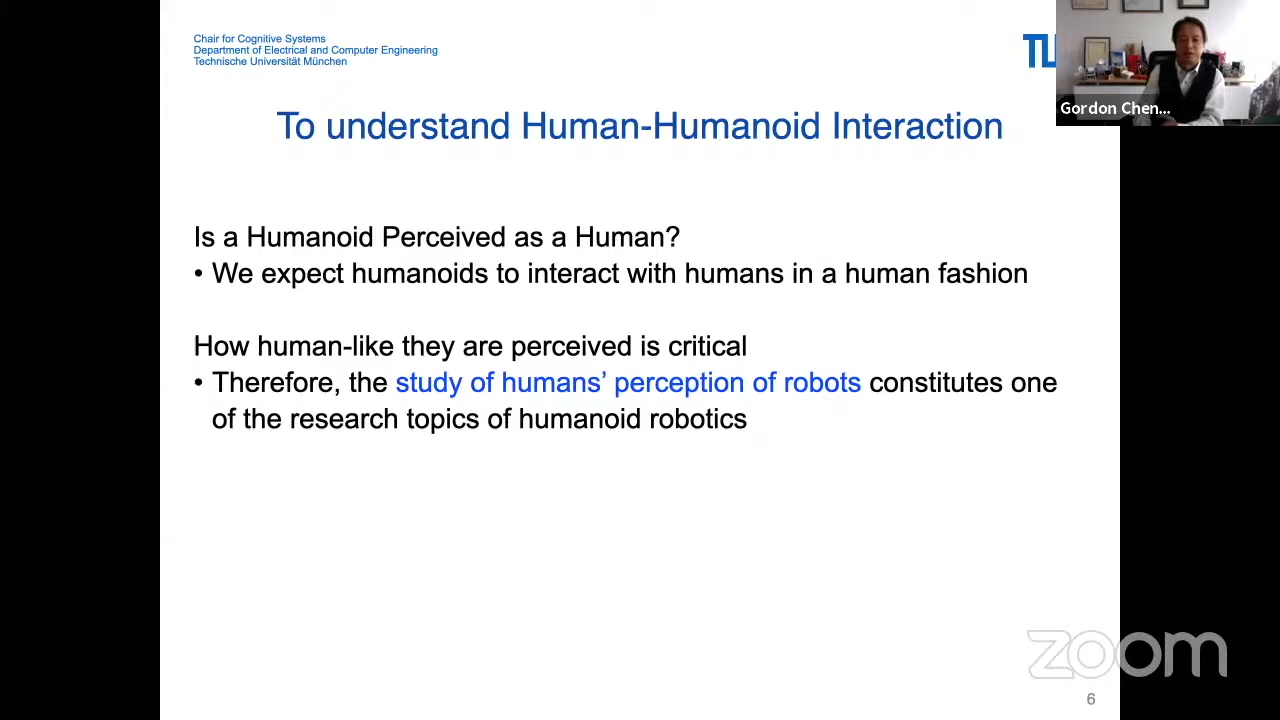 Chair for Cognitive Systems
Department of Electrical and Computer Engineering
Technische Universität München
Gordon Chen...
To understand Human-Humanoid Interaction
Is a Humanoid Perceived as a Human?
• We expect humanoids to interact with humans in a human fashion
How human-like they are perceived is critical
• Therefore, the study of humans’ perception of robots constitutes one
of the research topics of humanoid robotics
zoom
6